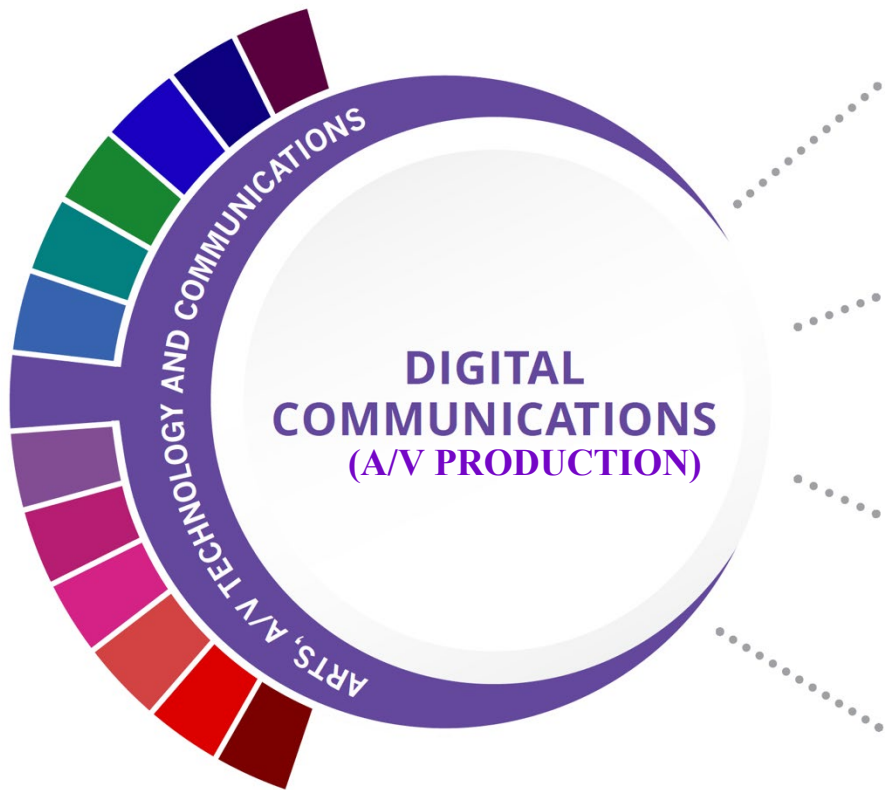 ARTS, A/V TECHNOLOGY AND COMMUNICATIONS
DIGITAL
COMMUNICATIONS
(A/V PRODUCTION)